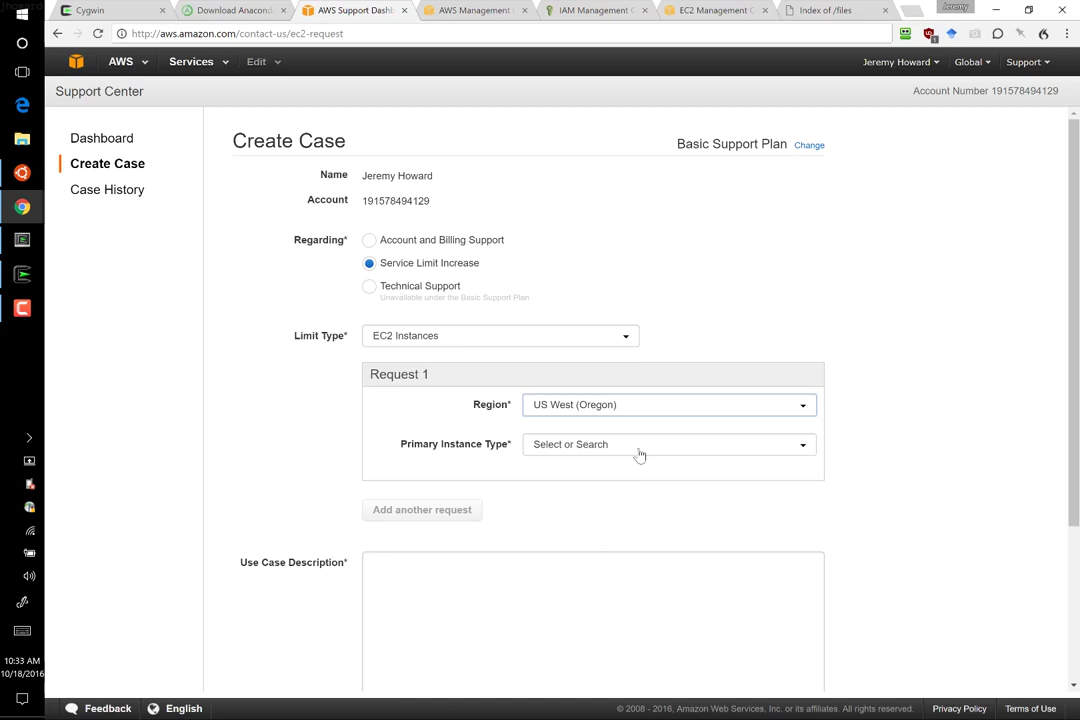 Cygwin
Download Anacond
AWS Support Dashb
AWS Management C
IAM Management C
EC2 Management C
Index of /files
Jeremy
http://aws.amazon.com/contact-us/ec2-request
AWS
Services
Edit
Jeremy Howard
Global
Support
Support Center
Account Number 191578494129
Dashboard
Create Case
Case History
Create Case
Basic Support Plan
Change
Name
Jeremy Howard
Account
191578494129
Regarding*
Account and Billing Support
Service Limit Increase
Technical Support
Unavailable under the Basic Support Plan
Limit Type*
EC2 Instances
Request 1
Region*
US West (Oregon)
Primary Instance Type*
Select or Search
Add another request
Use Case Description*
10:33 AM
10/18/2016
Feedback
English
© 2008 - 2016, Amazon Web Services, Inc. or its affiliates. All rights reserved.
Privacy Policy
Terms of Use